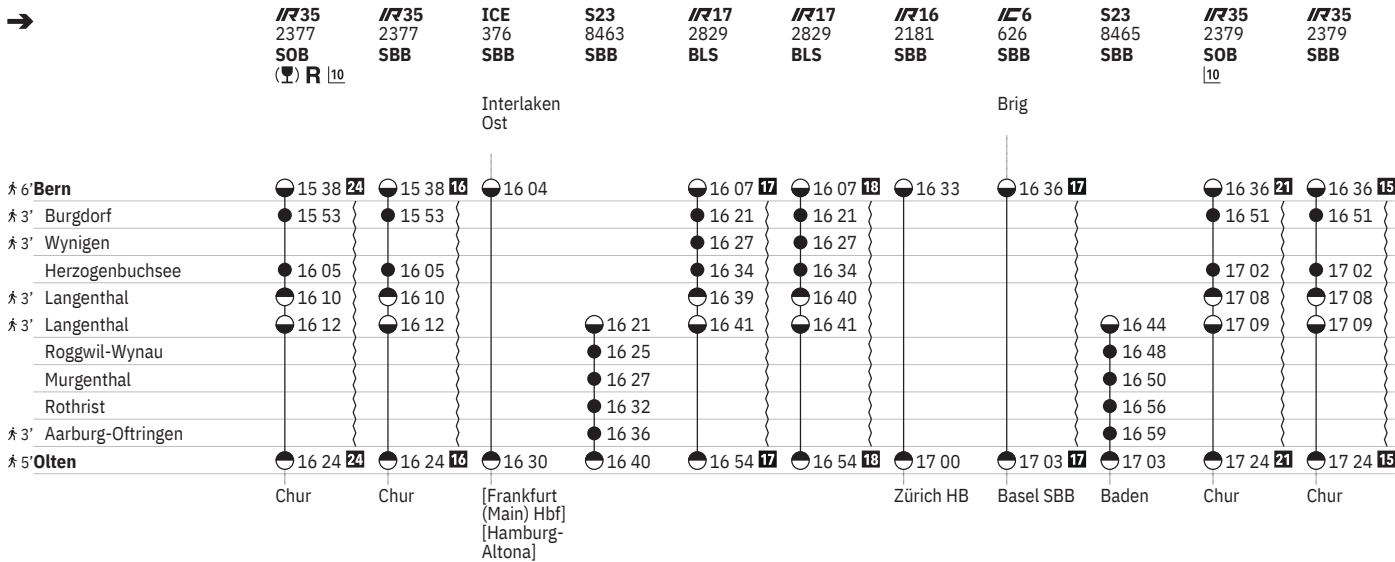 ➔ IR35 IR35 ICE S23 IR17 IR17 IR16 IC6 S23 IR35 IR35
2377 2377 376 8463 2829 2829 2181 626 8465 2379 2379
SOB SBB SBB SBB BLS BLS SBB SBB SBB SOB SBB
R 10 10
Interlaken Brig
Ost
6' Bern 15 38 24 15 38 16 16 04 16 07 17 16 07 18 16 33 16 36 17 16 36 21 16 36 15
3' Burgdorf 15 53 15 53 16 21 16 21 16 51 16 51
3' Wynigen 16 27 16 27
Herzogenbuchsee 16 05 16 05 16 34 16 34 17 02 17 02
3' Langenthal 16 10 16 10 16 39 16 40 17 08 17 08
3' Langenthal 16 12 16 12 16 21 16 41 16 41 16 44 17 09 17 09
Roggwil-Wynau 16 25 16 48
Murgenthal 16 27 16 50
Rothrist 16 32 16 56
3' Aarburg-Oftringen 16 36 16 59
5' Olten 16 24 24 16 24 16 16 30 16 40 16 54 17 16 54 18 17 00 17 03 17 17 03 17 24 21 17 24 15
Chur Chur [Frankfurt Zürich HB Basel SBB Baden Chur Chur
(Main) Hbf]
[Hamburg-
Altona]